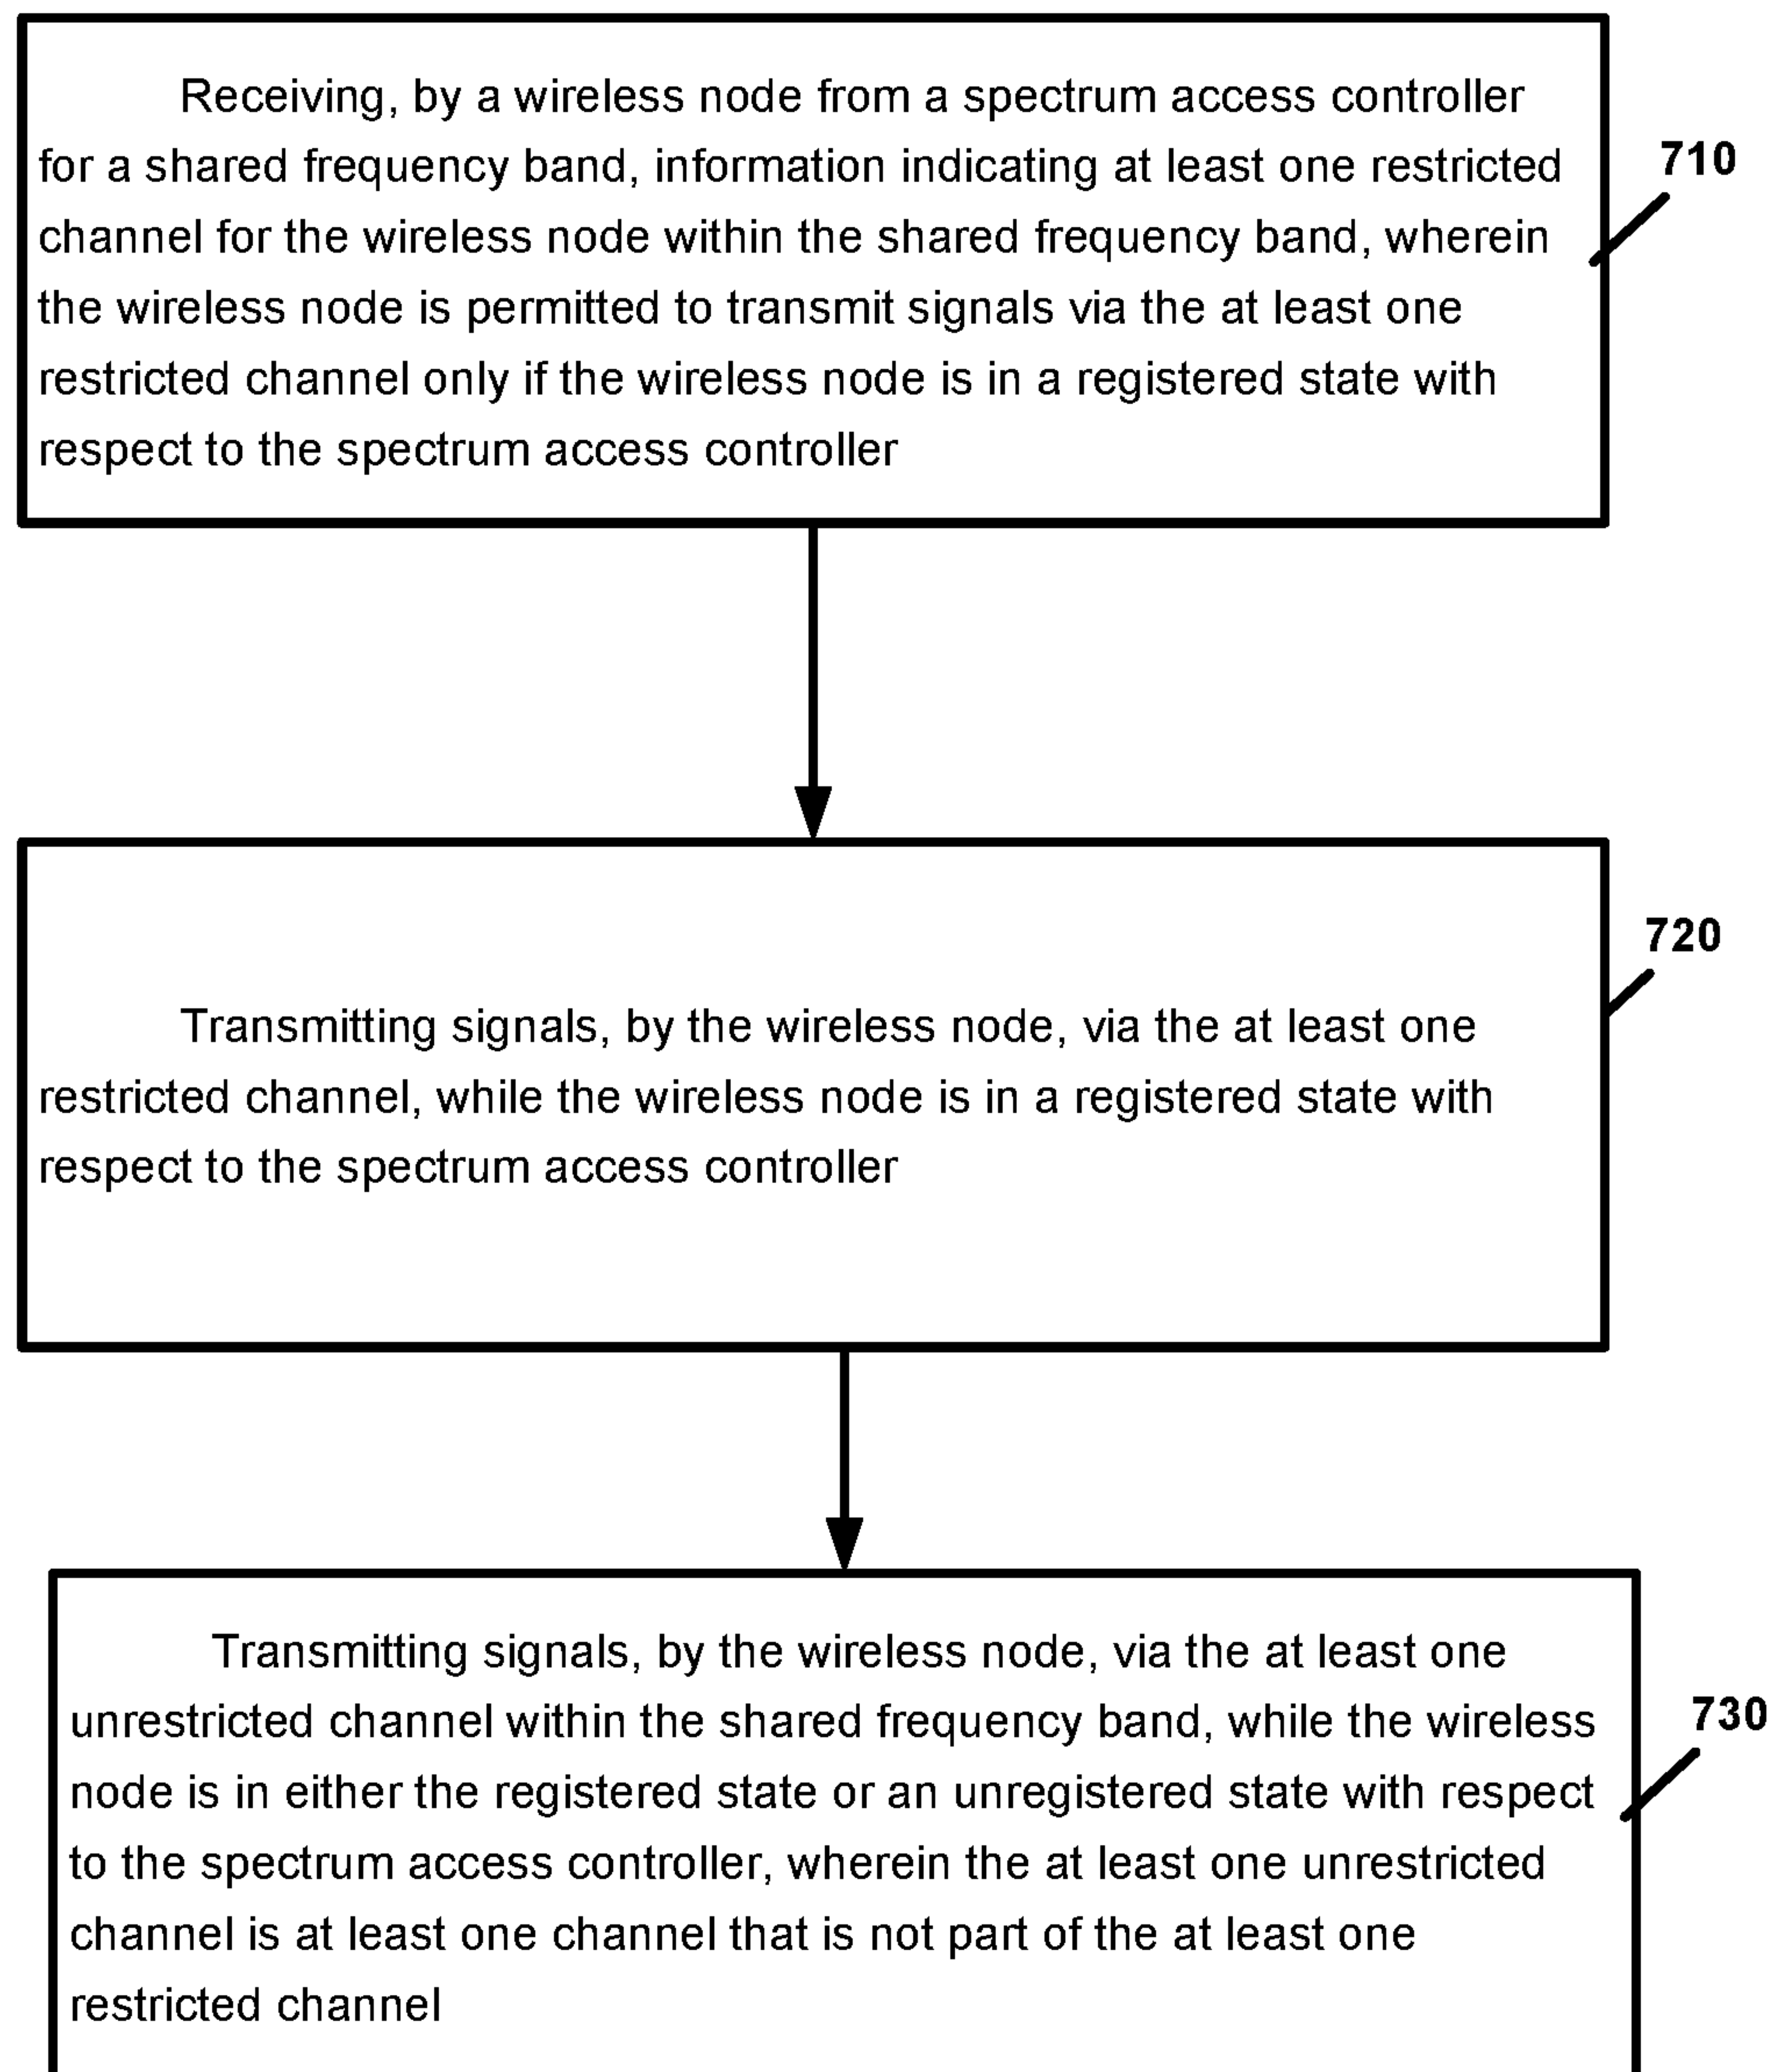 Receiving, by a wireless node from a spectrum access controller
for a shared frequency band, information indicating at least one restricted
channel for the wireless node within the shared frequency band, wherein
the wireless node is permitted to transmit signals via the at least one
restricted channel only if the wireless node is in a registered state with
respect to the spectrum access controller
710
Transmitting signals, by the wireless node, via the at least one
restricted channel, while the wireless node is in a registered state with
respect to the spectrum access controller
720
Transmitting signals, by the wireless node, via the at least one
unrestricted channel within the shared frequency band, while the wireless
node is in either the registered state or an unregistered state with respect
to the spectrum access controller, wherein the at least one unrestricted
channel is at least one channel that is not part of the at least one
restricted channel
730